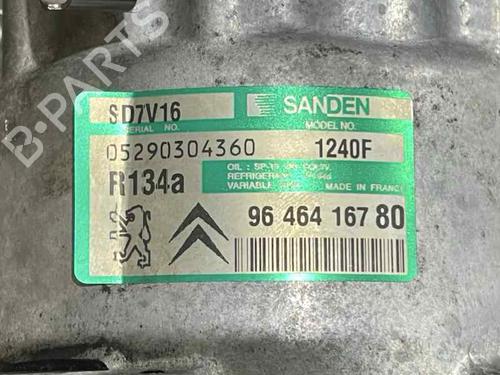 SD7V16
SANDEN
SERIAL NO.
MODEL NO.
05290304360
1240F
R134a
OIL: SP-10
REFRIGER
VARIABLE
MADE IN FRANCE
96 464 167 80
B-PARTS